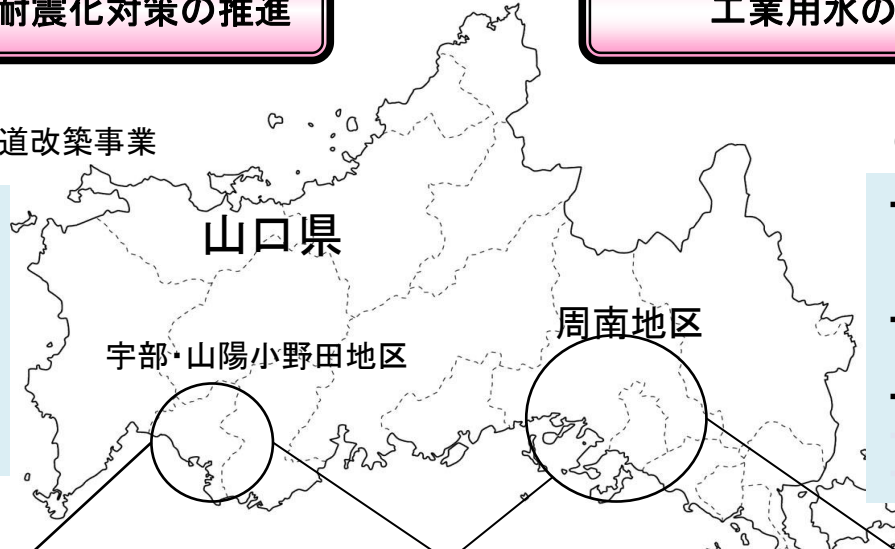 耐震化対策の推進
工業用水の
道改築事業
山口県
周南地区
宇部・山陽小野田地区